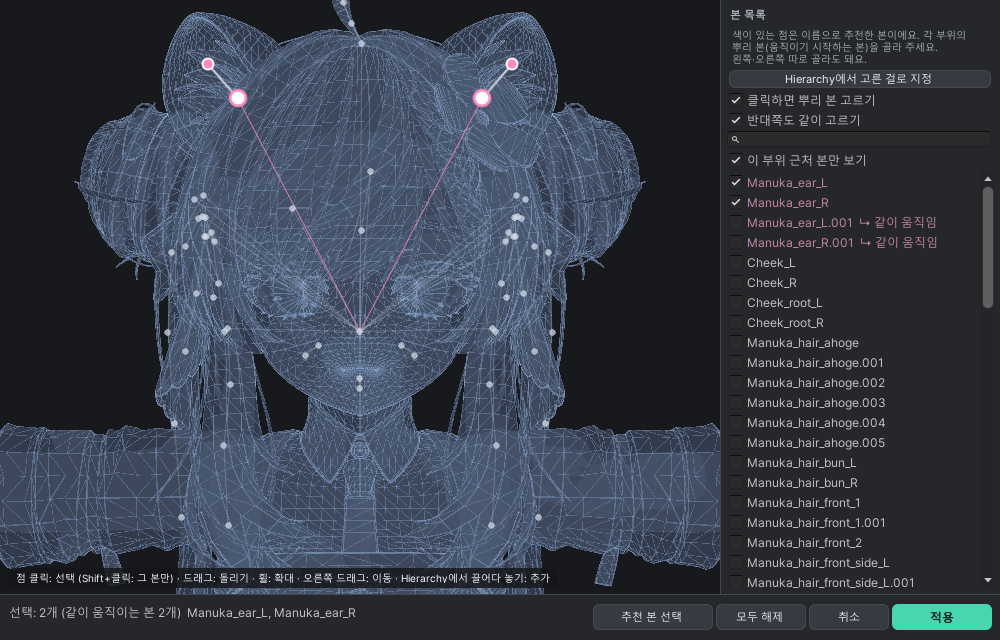 본 목록
색이 있는 점은 이름으로 추천한 본이에요. 각 부위의
뿌리 본(움직이기 시작하는 본)을 골라 주세요.
왼쪽·오른쪽 따로 골라도 돼요.
Hierarchy에서 고른 걸로 지정
클릭하면 뿌리 본 고르기
반대쪽도 같이 고르기
이 부위 근처 본만 보기
Manuka_ear_L
Manuka_ear_R
Manuka_ear_L.001 ↳ 같이 움직임
Manuka_ear_R.001 ↳ 같이 움직임
Cheek_L
Cheek_R
Cheek_root_L
Cheek_root_R
Manuka_hair_ahoge
Manuka_hair_ahoge.001
Manuka_hair_ahoge.002
Manuka_hair_ahoge.003
Manuka_hair_ahoge.004
Manuka_hair_ahoge.005
Manuka_hair_bun_L
Manuka_hair_bun_R
Manuka_hair_front_1
Manuka_hair_front_1.001
Manuka_hair_front_2
Manuka_hair_front_side_L
Manuka_hair_front_side_L.001
점 클릭: 선택 (Shift+클릭: 그 본만) · 드래그: 돌리기 · 휠: 확대 · 오른쪽 드래그: 이동 · Hierarchy에서 끌어다 놓기: 추가
선택: 2개 (같이 움직이는 본 2개) Manuka_ear_L, Manuka_ear_R
추천 본 선택
모두 해제
취소
적용